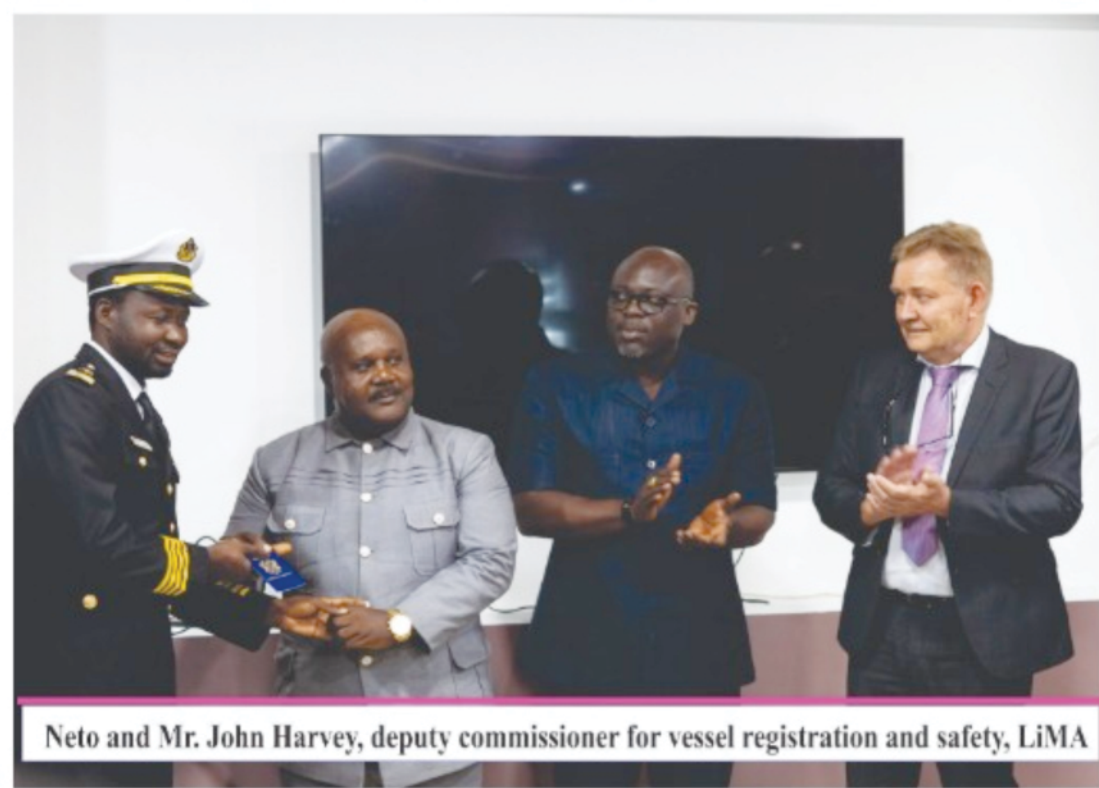 Neto and Mr. John Harvey, deputy commissioner for vessel registration and safety, LiMA